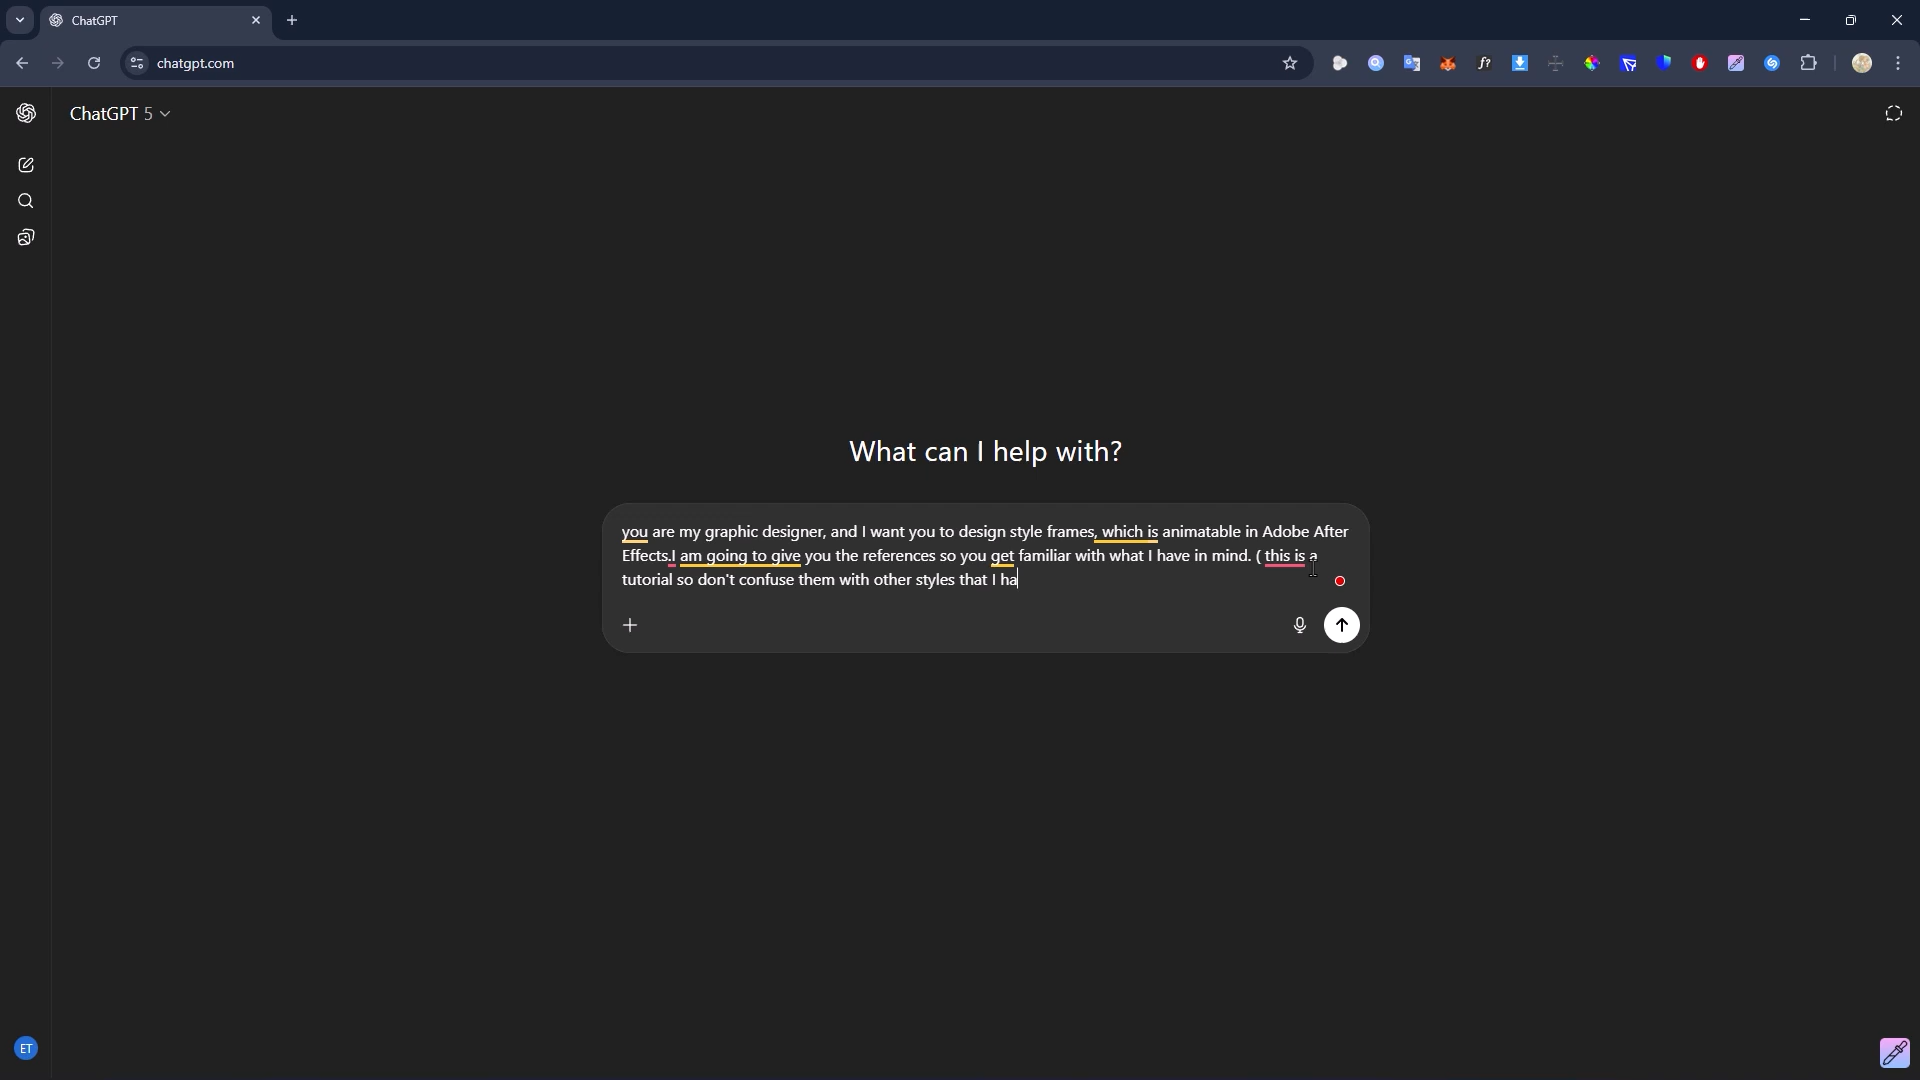 ChatGPT
chatgpt.com
f?
ChatGPT 5
What can I help with?
you are my graphic designer, and I want you to design style frames, which is animatable in Adobe After
Effects.I am going to give you the references so you get familiar with what I have in mind. ( this is a
tutorial so don't confuse them with other styles that I ha
ET